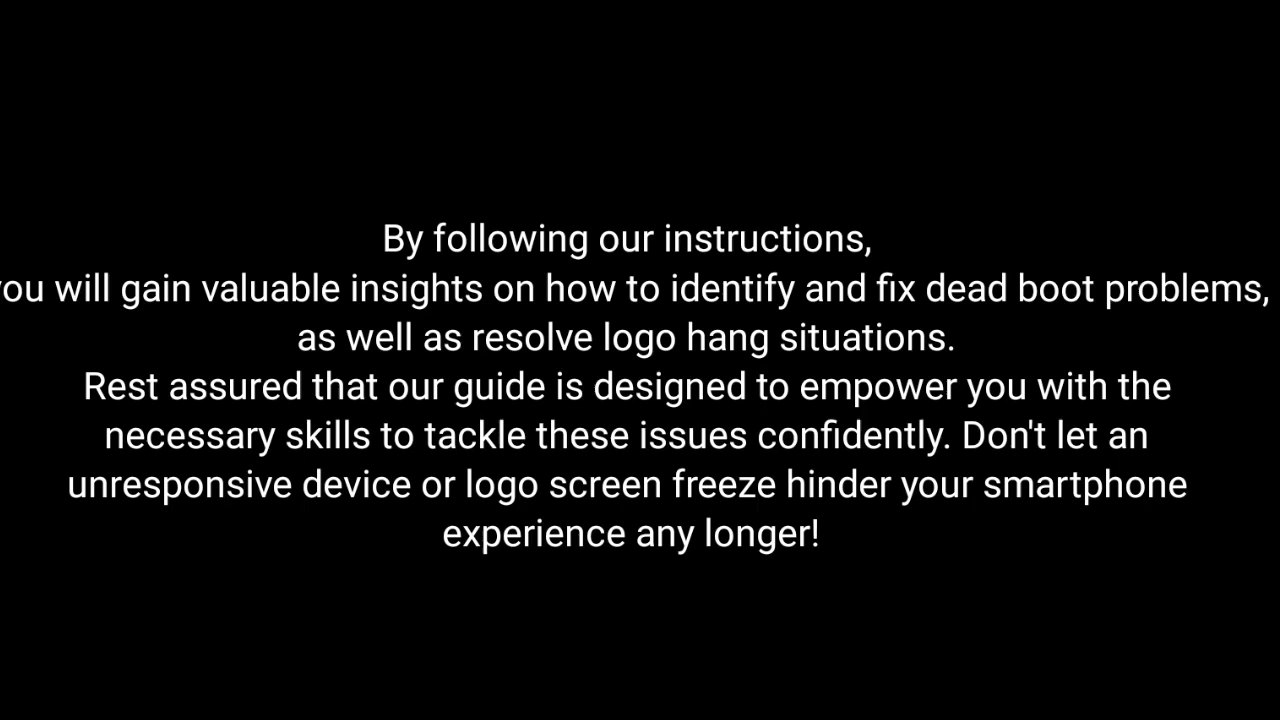 By following our instructions,
you will gain valuable insights on how to identify and fix dead boot problems,
as well as resolve logo hang situations.
Rest assured that our guide is designed to empower you with the
necessary skills to tackle these issues confidently. Don't let an
unresponsive device or logo screen freeze hinder your smartphone
experience any longer!